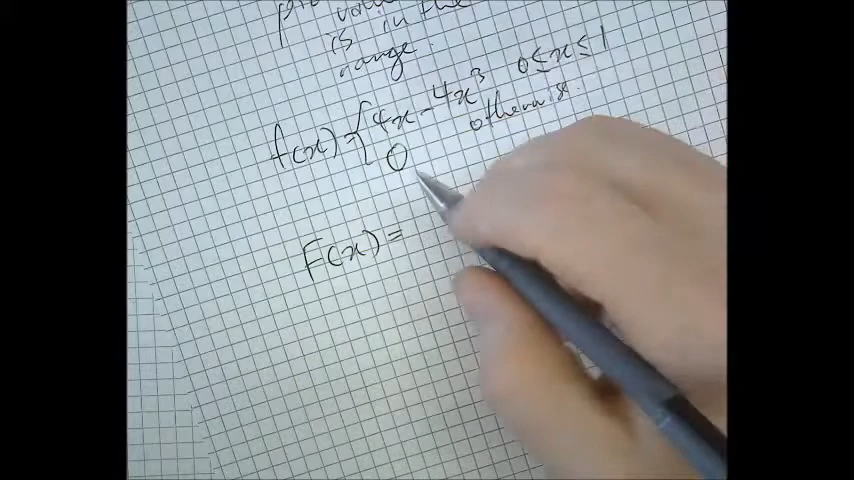 is in the
range.
f(x) = { 4x - 4x³ 0 ≤ x ≤ 1
0 otherwise.
F(x) =